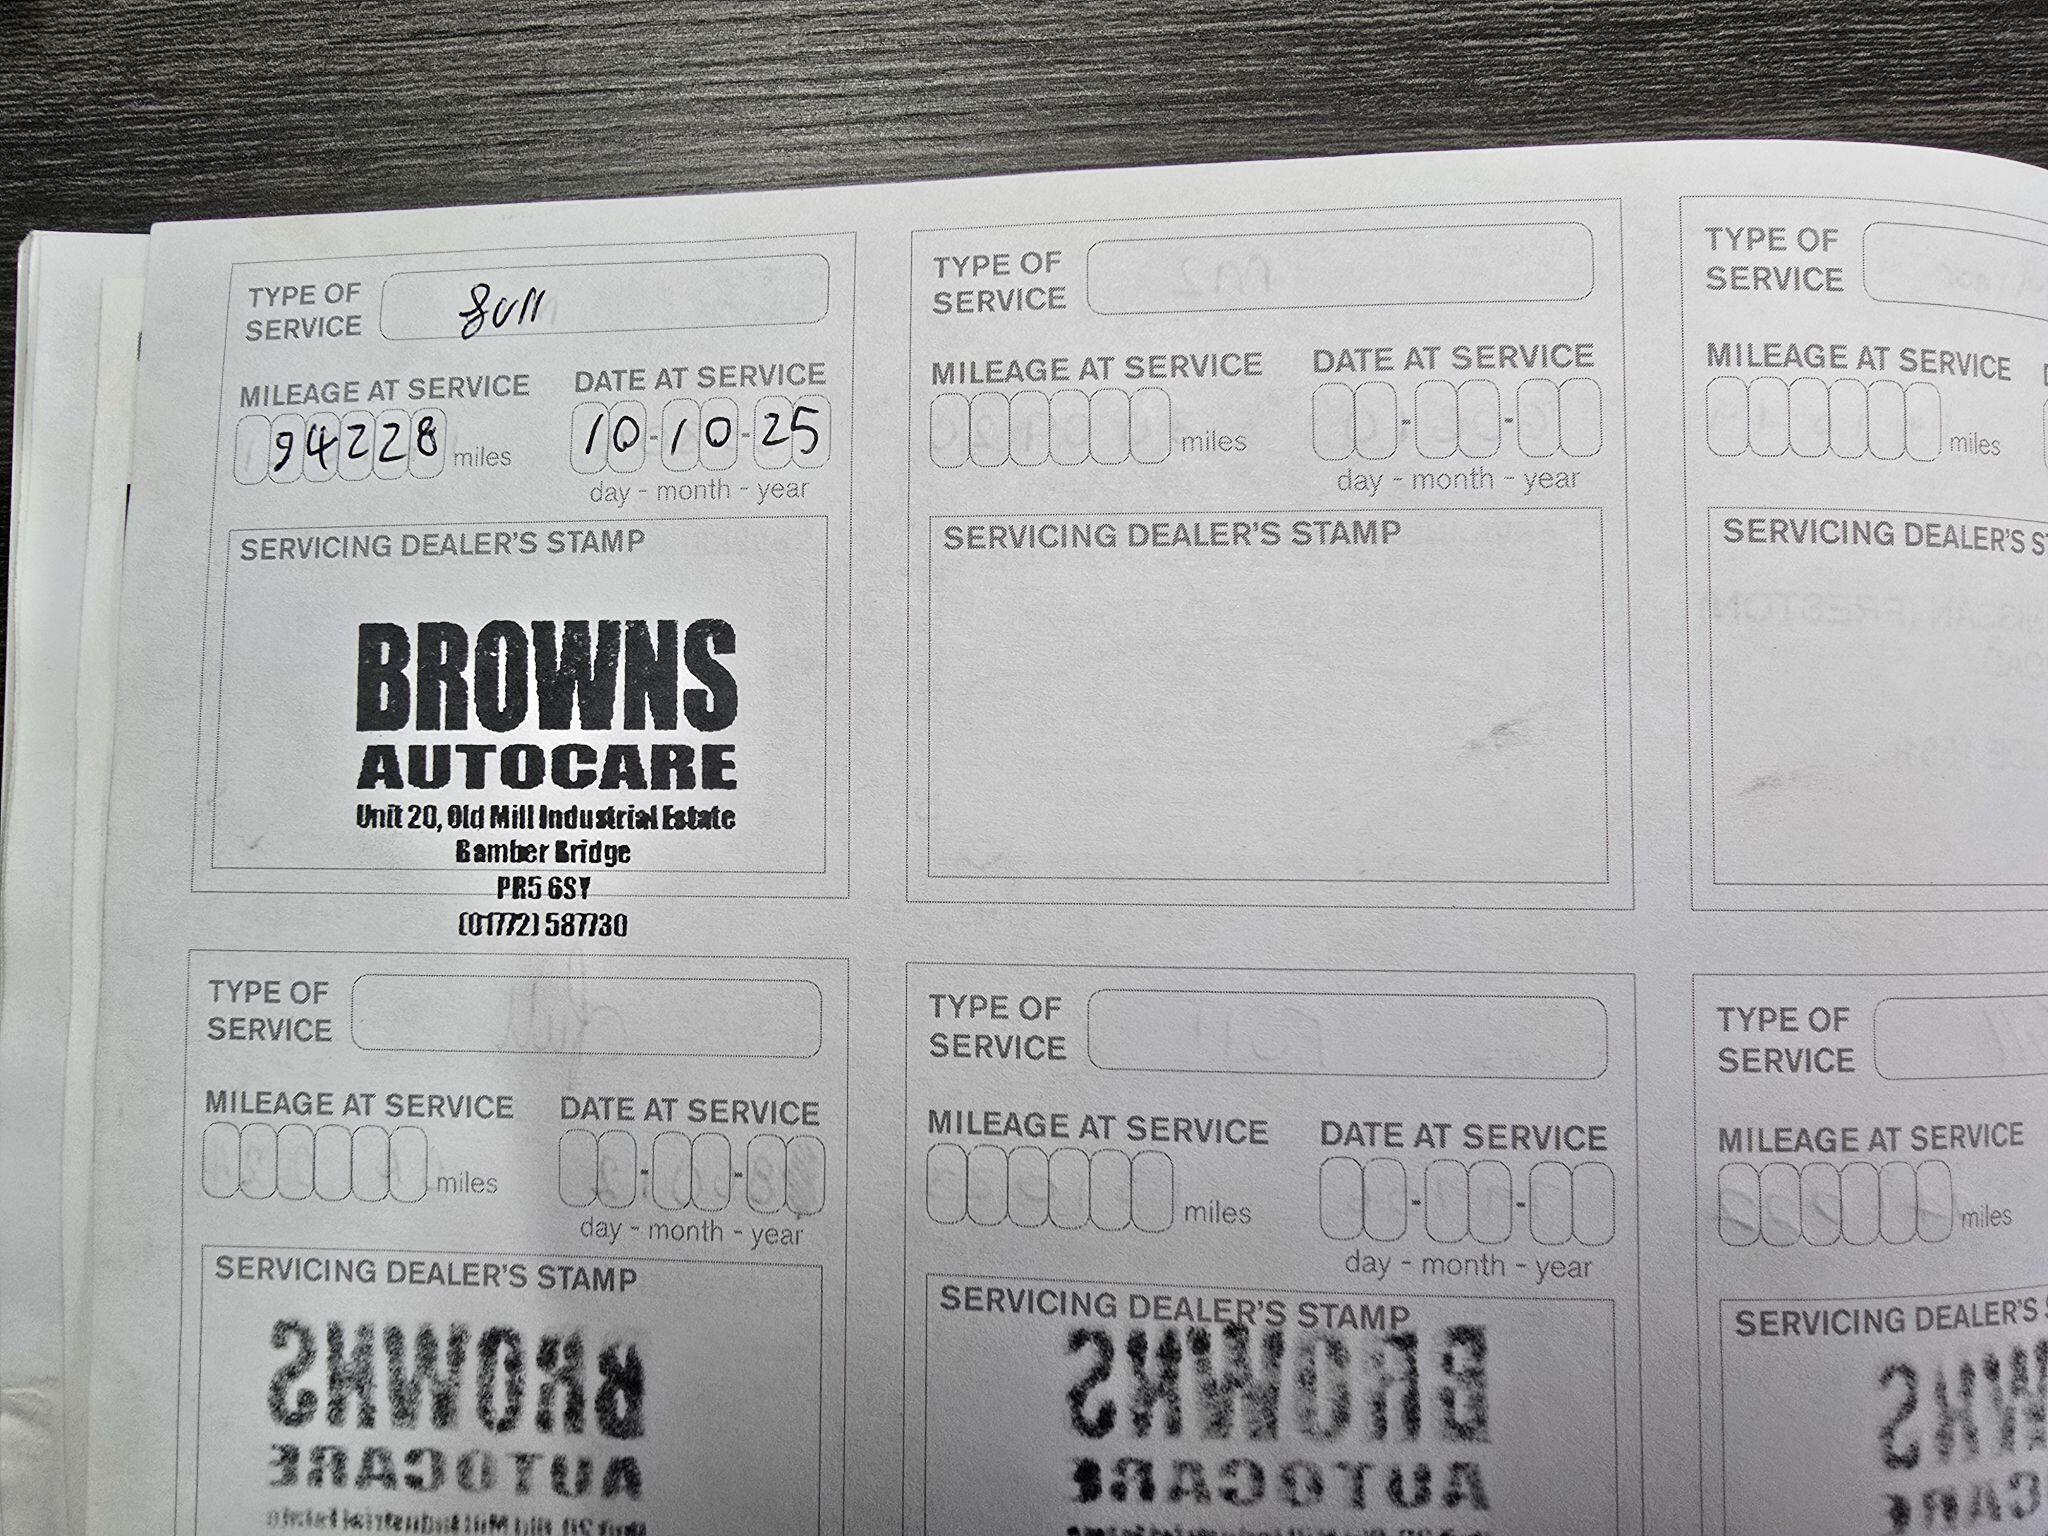 TYPE OF SERVICE full
MILEAGE AT SERVICE DATE AT SERVICE
94228 miles 10-10-25
day - month - year
SERVICING DEALER'S STAMP
BROWNS
AUTOCARE
Unit 20, Old Mill Industrial Estate
Bamber Bridge
PR5 6SY
(01772) 587730
TYPE OF SERVICE
MILEAGE AT SERVICE DATE AT SERVICE
miles
day - month - year
SERVICING DEALER'S STAMP
TYPE OF SERVICE
MILEAGE AT SERVICE
miles
SERVICING DEALER'S
TYPE OF SERVICE
MILEAGE AT SERVICE DATE AT SERVICE
miles
day - month - year
SERVICING DEALER'S STAMP
BROWNS
AUTOCARE
TYPE OF SERVICE
MILEAGE AT SERVICE DATE AT SERVICE
miles
day - month - year
SERVICING DEALER'S STAMP
BROWNS
AUTOCARE
TYPE OF SERVICE
MILEAGE AT SERVICE
miles
SERVICING DEALER'S